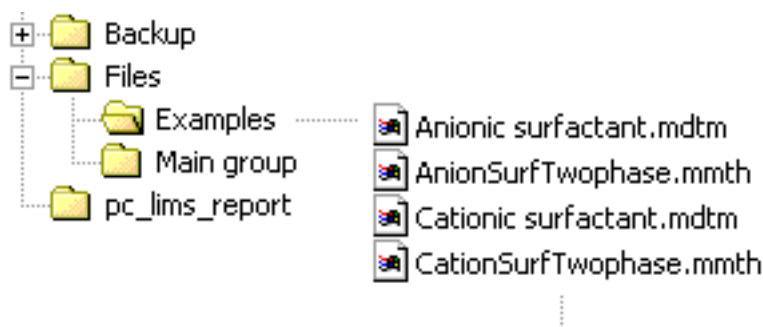 Backup
Files
Examples
Main group
pc_lims_report
Anionic surfactant.mdtm
AnionSurfTwophase.mmth
Cationic surfactant.mdtm
CationSurfTwophase.mmth